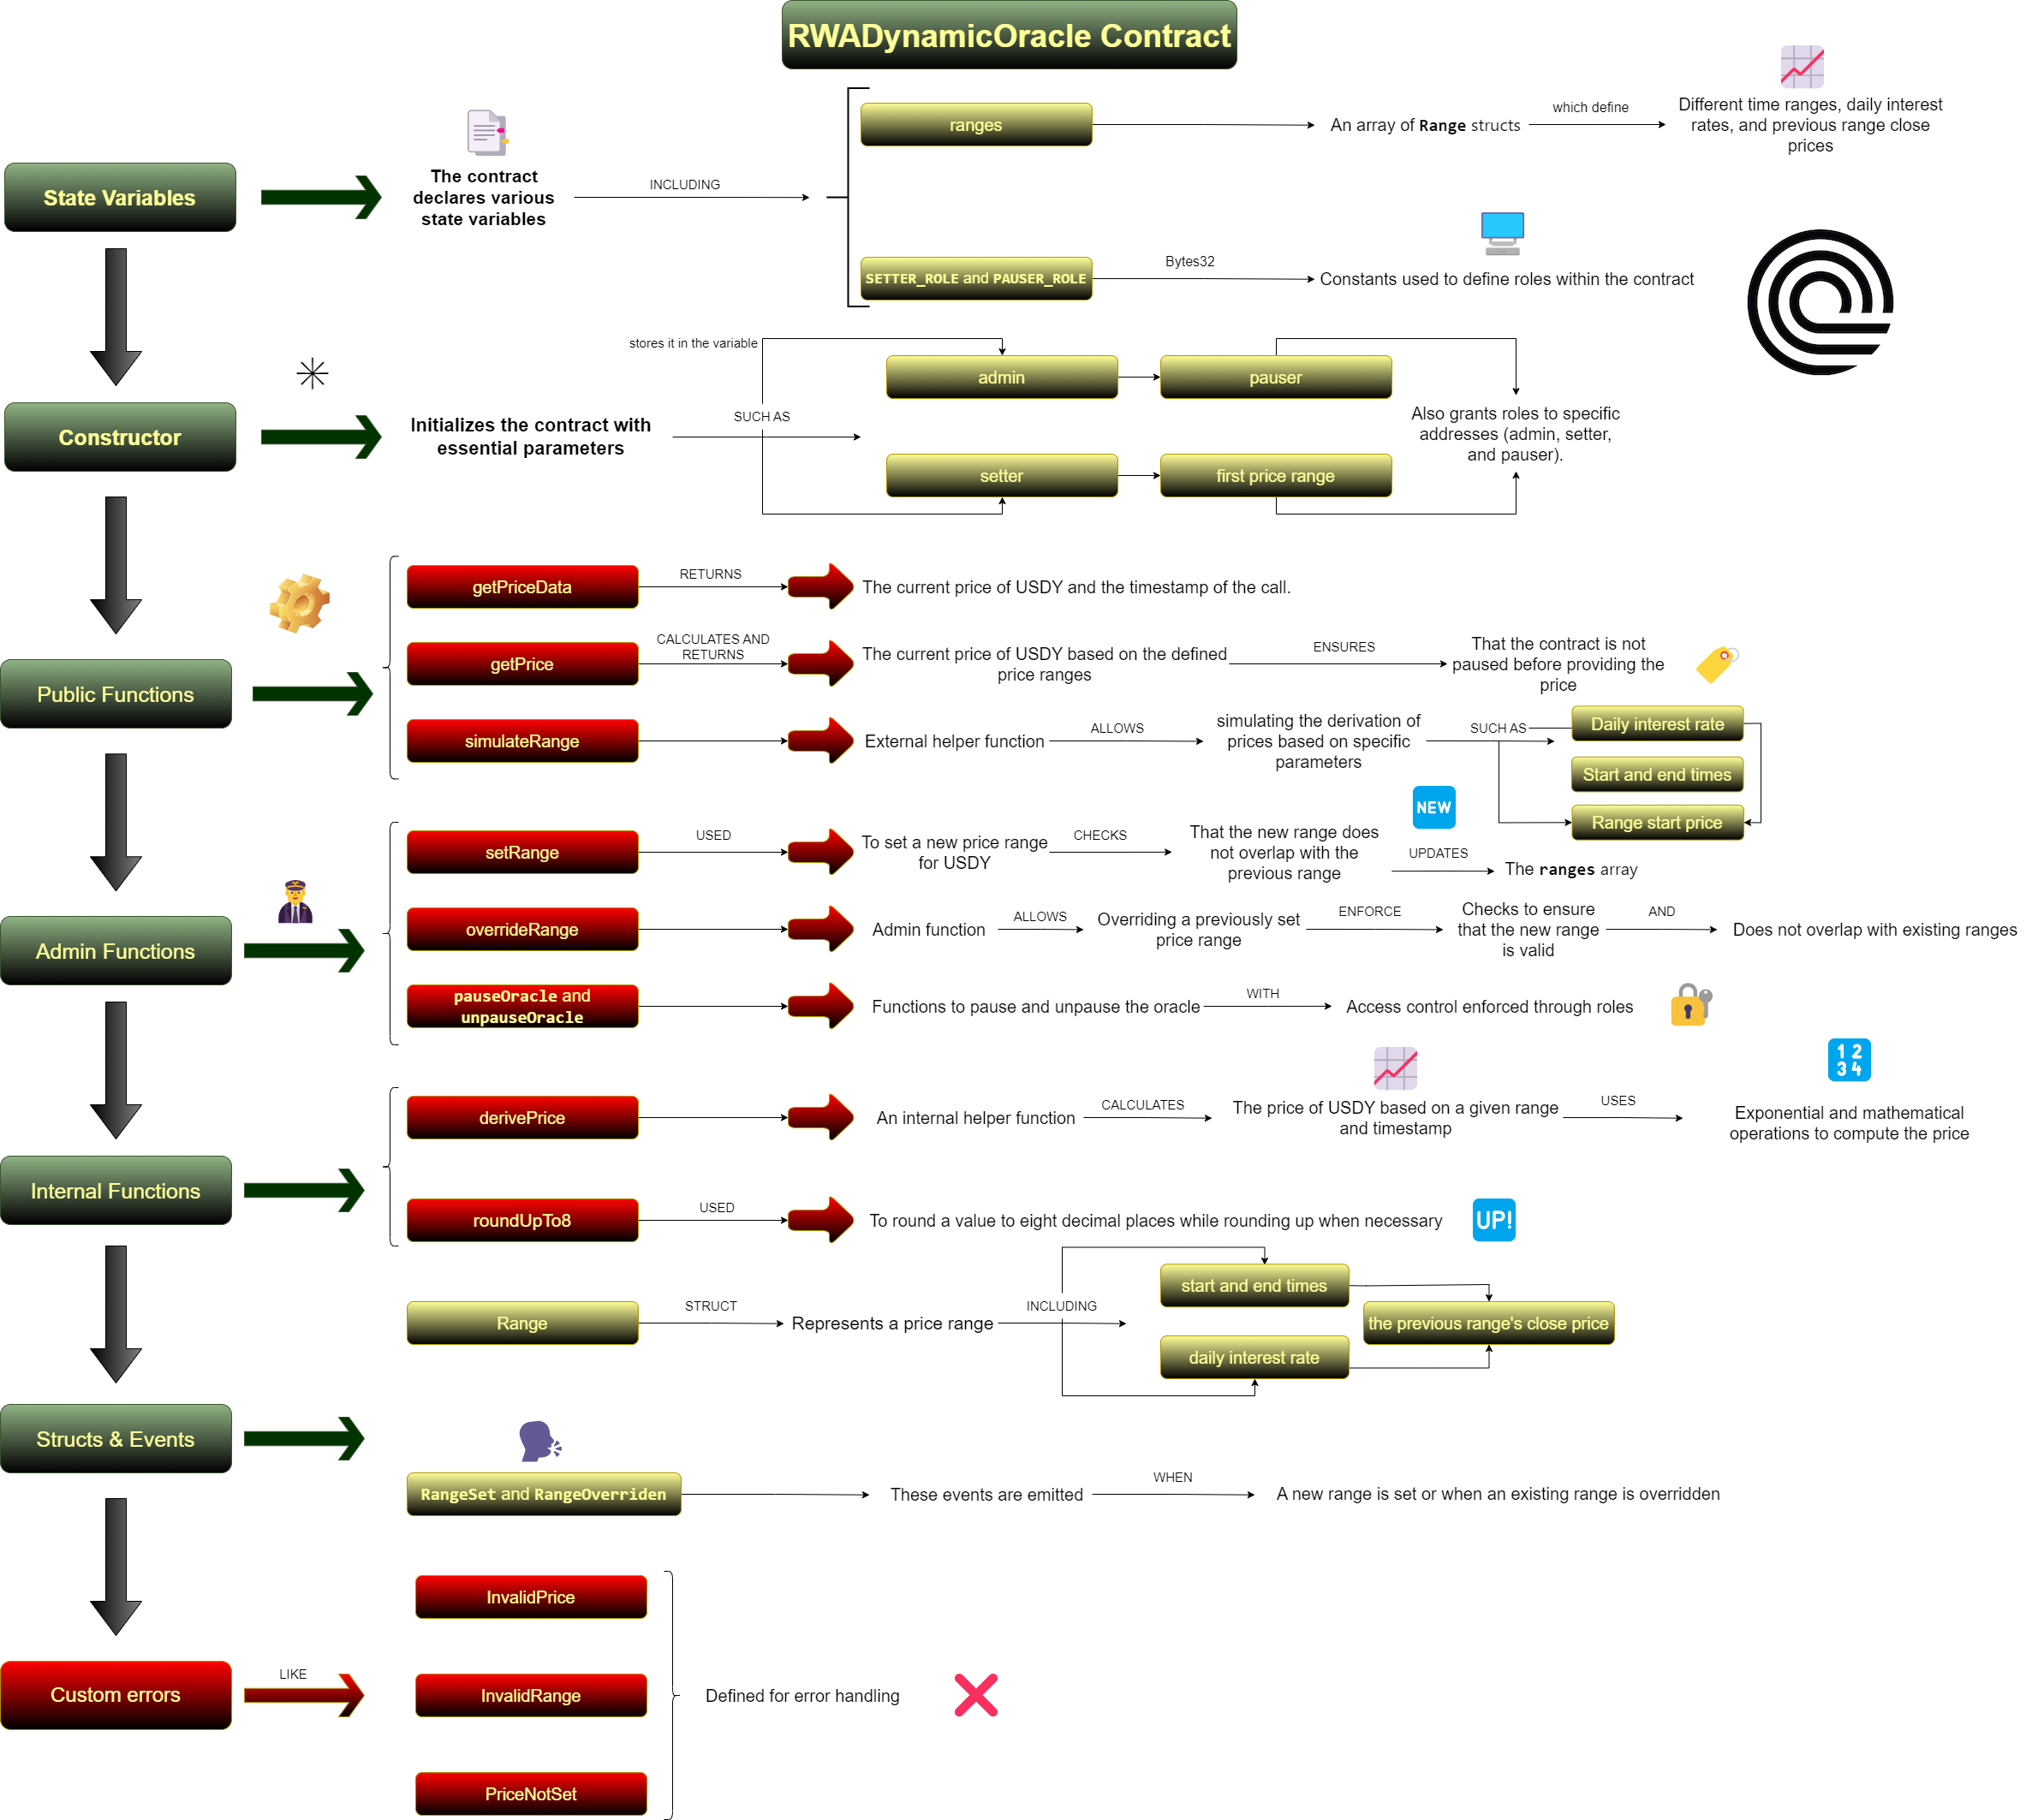 RWADynamicOracle Contract
State Variables
The contract
declares various
state variables
INCLUDING
ranges
An array of Range structs
which define
Different time ranges, daily interest
rates, and previous range close
prices
SETTER_ROLE and PAUSER_ROLE
Bytes32
Constants used to define roles within the contract
Constructor
Initializes the contract with
essential parameters
stores it in the variable
SUCH AS
admin
pauser
setter
first price range
Also grants roles to specific
addresses (admin, setter,
and pauser).
Public Functions
getPriceData
RETURNS
The current price of USDY and the timestamp of the call.
getPrice
CALCULATES AND
RETURNS
The current price of USDY based on the defined
price ranges
ENSURES
That the contract is not
paused before providing the
price
simulateRange
External helper function
ALLOWS
simulating the derivation of
prices based on specific
parameters
SUCH AS
Daily interest rate
Start and end times
Range start price
Admin Functions
setRange
USED
To set a new price range
for USDY
CHECKS
That the new range does
not overlap with the
previous range
NEW
UPDATES
The ranges array
overrideRange
Admin function
ALLOWS
Overriding a previously set
price range
ENFORCE
Checks to ensure
that the new range
is valid
AND
Does not overlap with existing ranges
pauseOracle and
unpauseOracle
Functions to pause and unpause the oracle
WITH
Access control enforced through roles
Internal Functions
derivePrice
An internal helper function
CALCULATES
The price of USDY based on a given range
and timestamp
USES
1 2
3 4
Exponential and mathematical
operations to compute the price
roundUpTo8
USED
To round a value to eight decimal places while rounding up when necessary
UP!
Structs & Events
Range
STRUCT
Represents a price range
INCLUDING
start and end times
daily interest rate
the previous range's close price
RangeSet and RangeOverriden
These events are emitted
WHEN
A new range is set or when an existing range is overridden
Custom errors
LIKE
InvalidPrice
InvalidRange
PriceNotSet
Defined for error handling